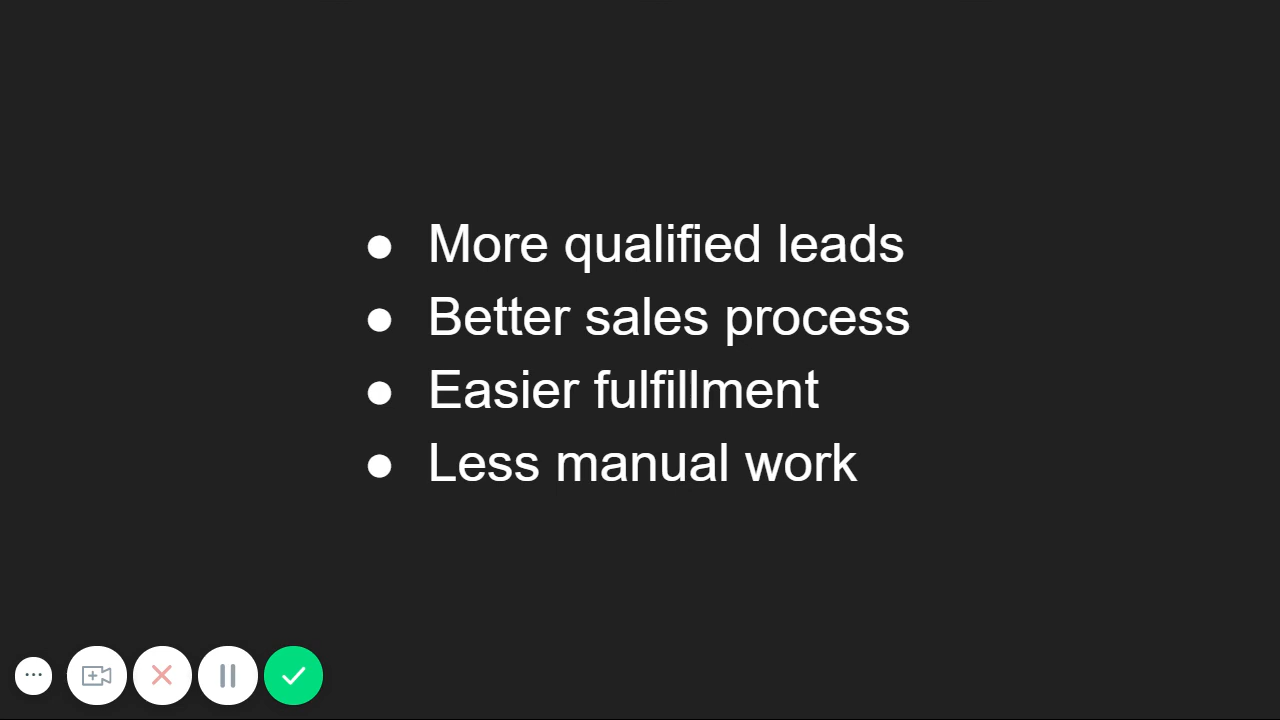 ● More qualified leads
● Better sales process
● Easier fulfillment
● Less manual work